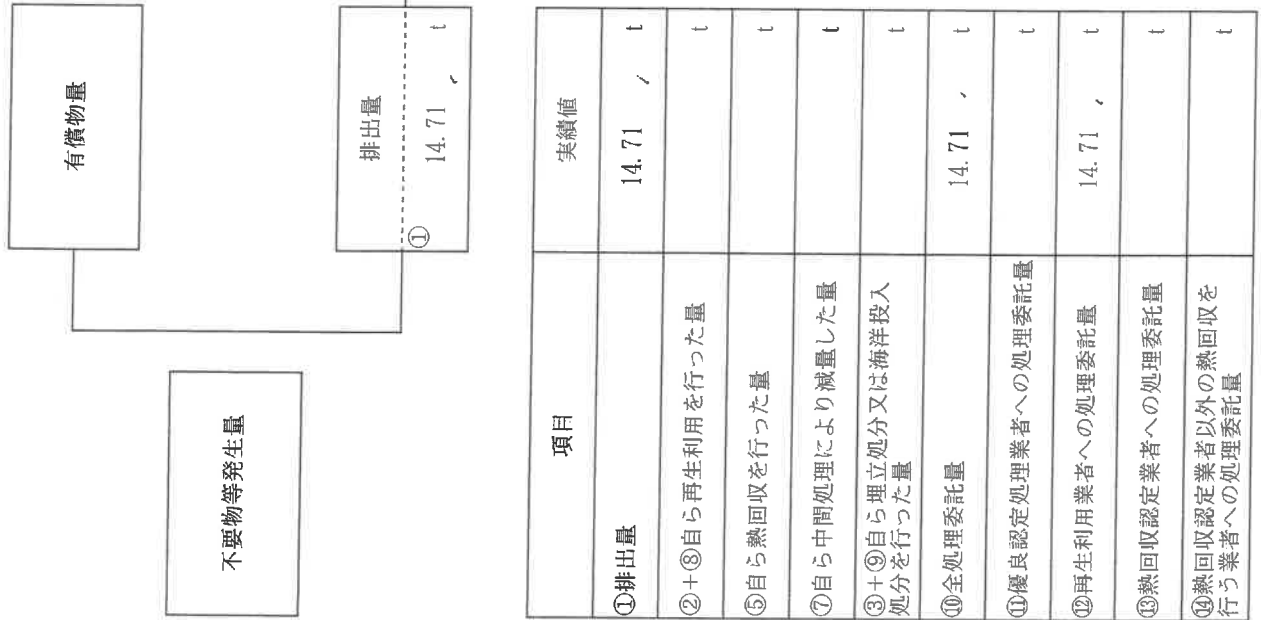 不要物等発生量
有償物量
排出量
① 14.71 t
項目 実績値
①排出量 14.71 t
②+⑧自ら再生利用を行った量 t
⑤自ら熱回収を行った量 t
⑦自ら中間処理により減量した量 t
③+⑨自ら埋立処分又は海洋投入
処分を行った量 t
⑩全処理委託量 14.71 t
⑪優良認定処理業者への処理委託量 t
⑫再生利用業者への処理委託量 14.71 t
⑬熱回収認定業者への処理委託量 t
⑭熱回収認定業者以外の熱回収を
行う業者への処理委託量 t